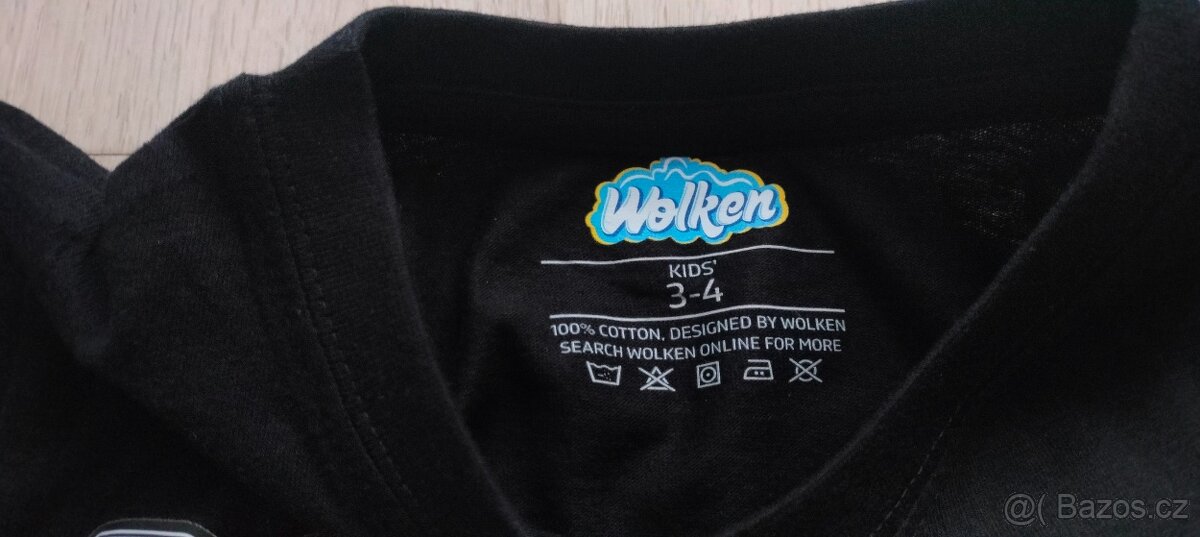 Wolken
KIDS'
3-4
100% COTTON. DESIGNED BY WOLKEN
SEARCH WOLKEN ONLINE FOR MORE
@( Bazos.cz